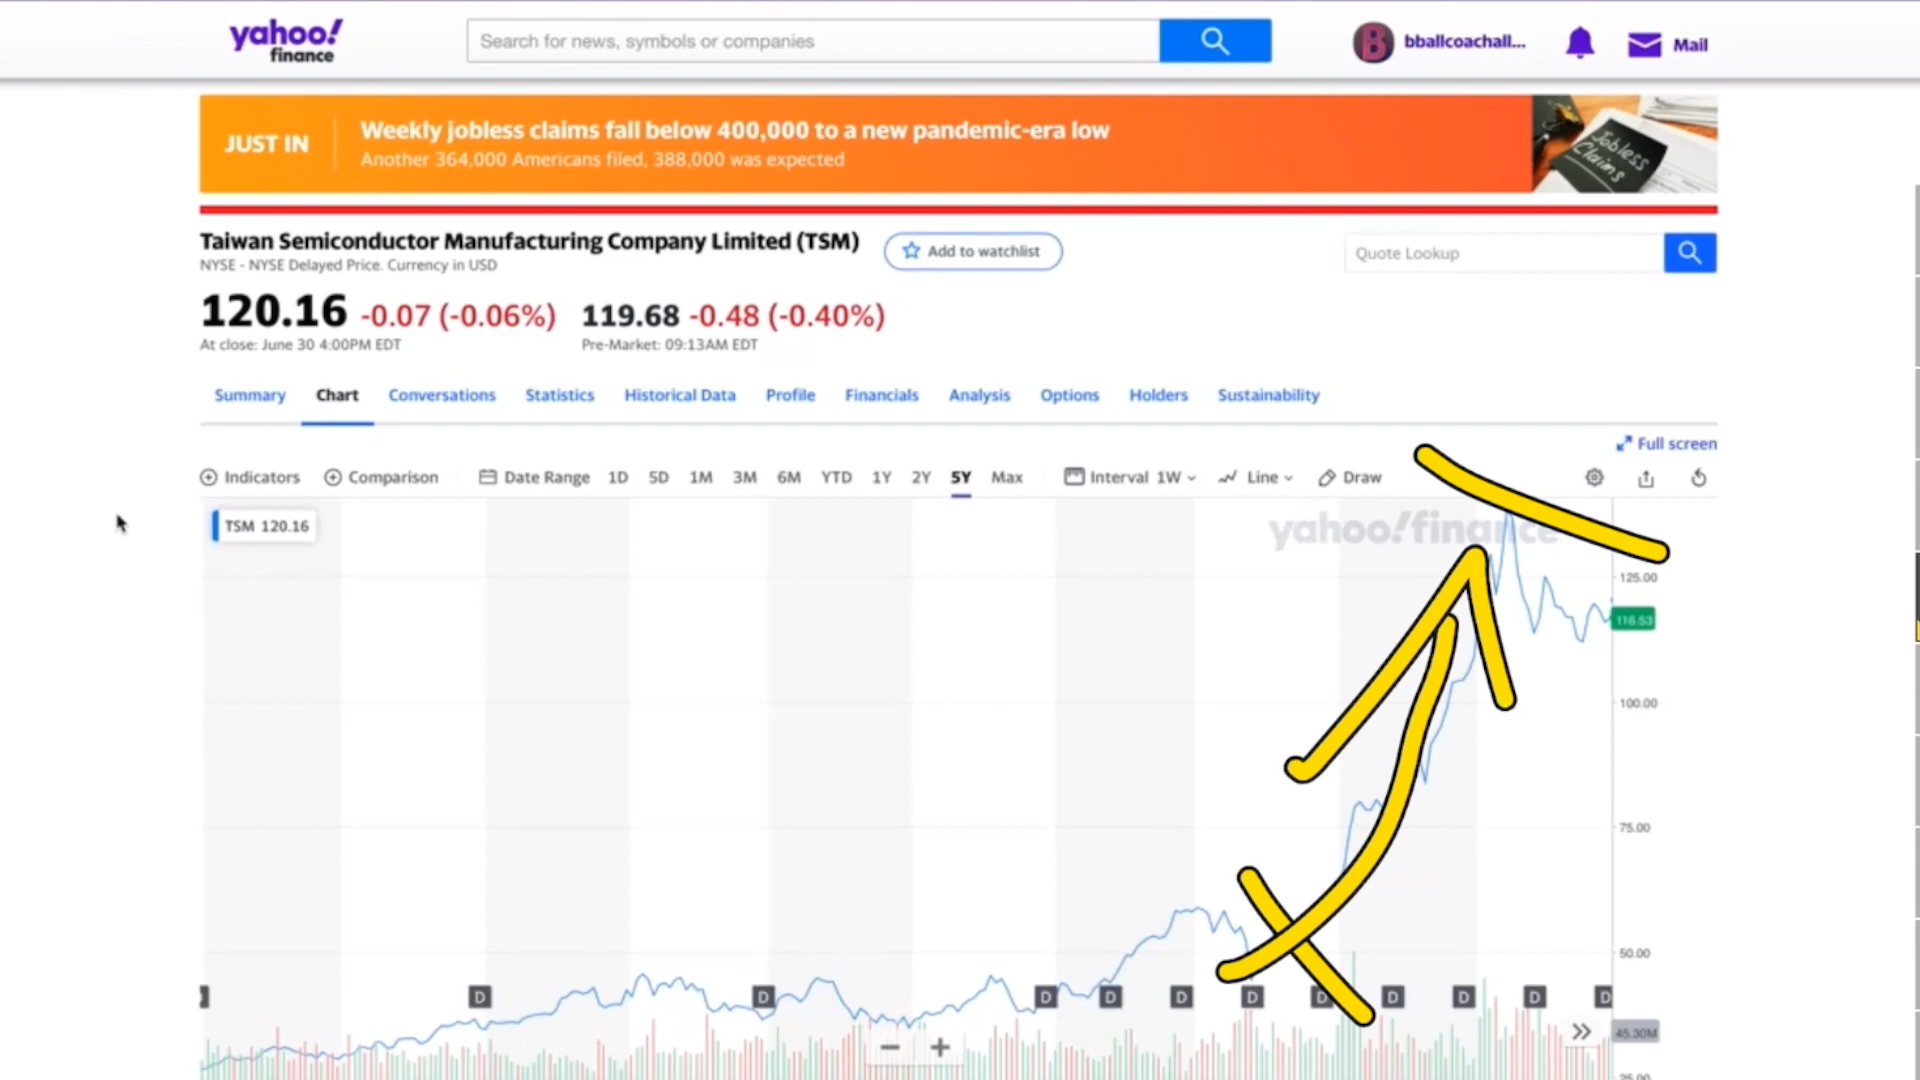 yahoo!
finance
Search for news, symbols or companies
B
bballcoachall...
Mail
JUST IN
Weekly jobless claims fall below 400,000 to a new pandemic-era low
Another 364,000 Americans filed, 388,000 was expected
Jobless
Claims
Taiwan Semiconductor Manufacturing Company Limited (TSM)
Add to watchlist
Quote Lookup
NYSE - NYSE Delayed Price. Currency in USD
120.16 -0.07 (-0.06%) 119.68 -0.48 (-0.40%)
At close: June 30 4:00PM EDT Pre-Market: 09:13AM EDT
Summary Chart Conversations Statistics Historical Data Profile Financials Analysis Options Holders Sustainability
Full screen
Indicators Comparison Date Range 1D 5D 1M 3M 6M YTD 1Y 2Y 5Y Max Interval 1W Line Draw
TSM 120.16
yahoo!finance
125.00
116.53
100.00
75.00
50.00
D D D D D D D D D D D
45.30M
25.00